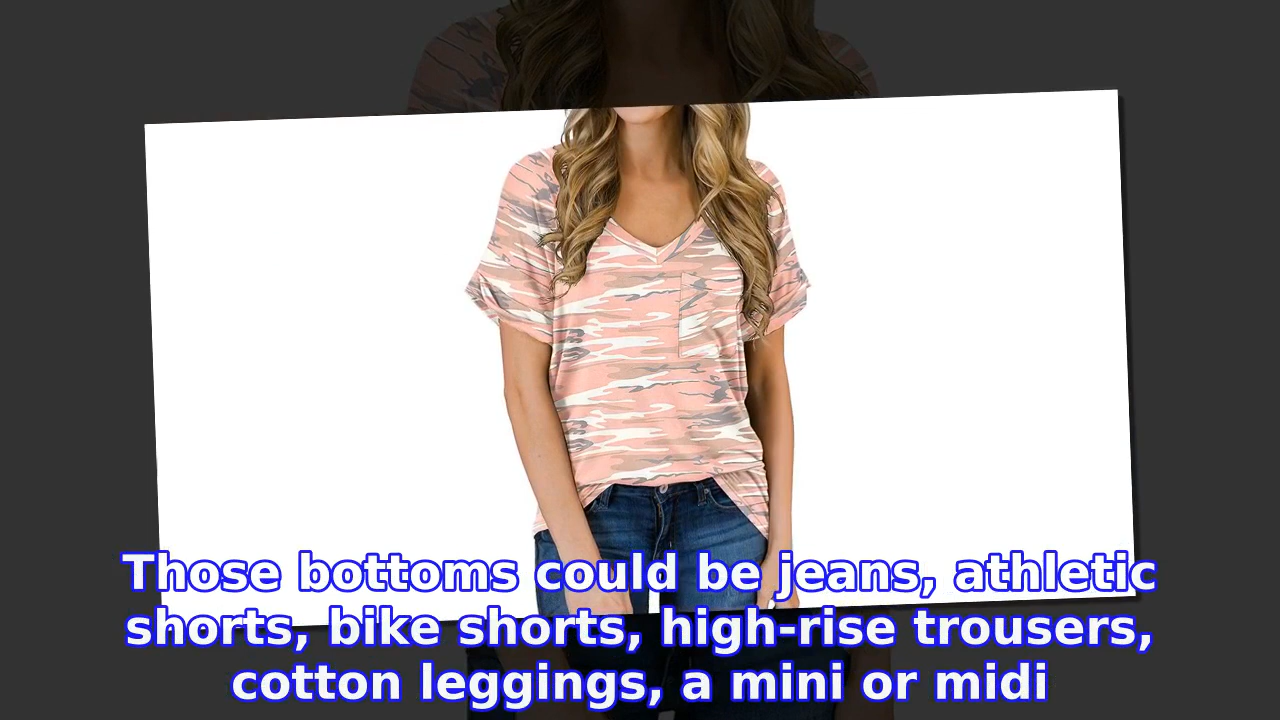 Those bottoms could be jeans, athletic
shorts, bike shorts, high-rise trousers,
cotton leggings, a mini or midi